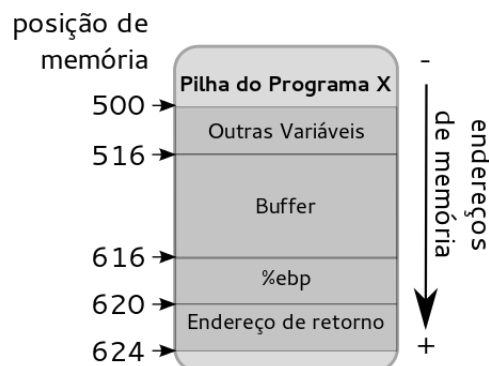 posição de
memória
-
Pilha do Programa X
500
Outras Variáveis
516
Buffer
616
%ebp
620
Endereço de retorno
624
+
endereços
de memória